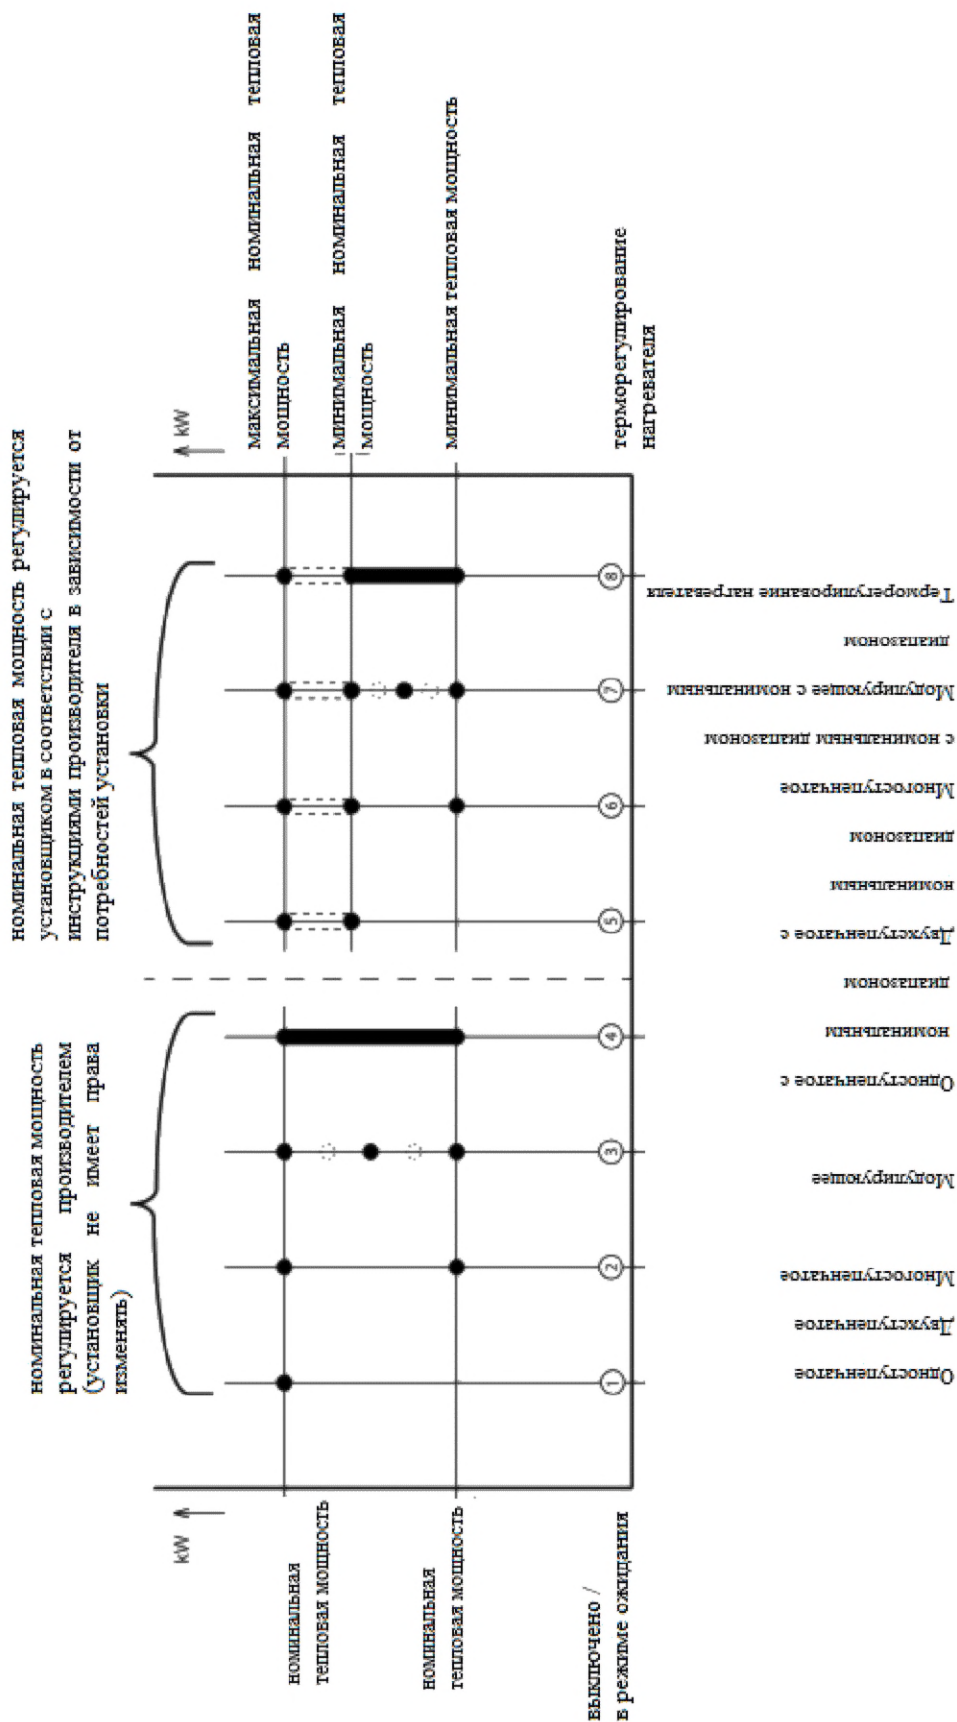 номинальная тепловая мощность
регулируется производителем
(установщик не имеет права
изменять)
номинальная тепловая мощность регулируется
установщиком в соответствии с
инструкциями производителя в зависимости от
потребностей установки
kW
kW
номинальная
тепловая мощность
номинальная
тепловая мощность
выключено /
в режиме ожидания
максимальная номинальная тепловая
мощность
минимальная номинальная тепловая
мощность
минимальная тепловая мощность
терморегулирование
нагревателя
1
2
3
4
5
6
7
8
Одноступенчатое
Двухступенчатое
Многоступенчатое
Модулирующее
Одноступенчатое с
номинальным
диапазоном
Двухступенчатое с
номинальным
диапазоном
Многоступенчатое
с номинальным диапазоном
Модулирующее с номинальным
диапазоном
Терморегулирование нагревателя